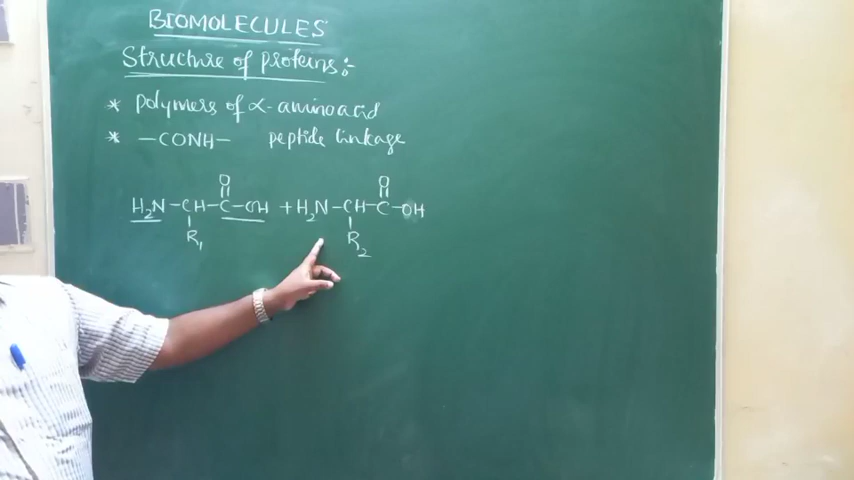 BIOMOLECULES
Structure of proteins :-
* Polymers of α-aminoacid
* —CONH— peptide linkage
O O
|| ||
H₂N — CH — C — OH + H₂N — CH — C — OH
| |
R₁ R₂